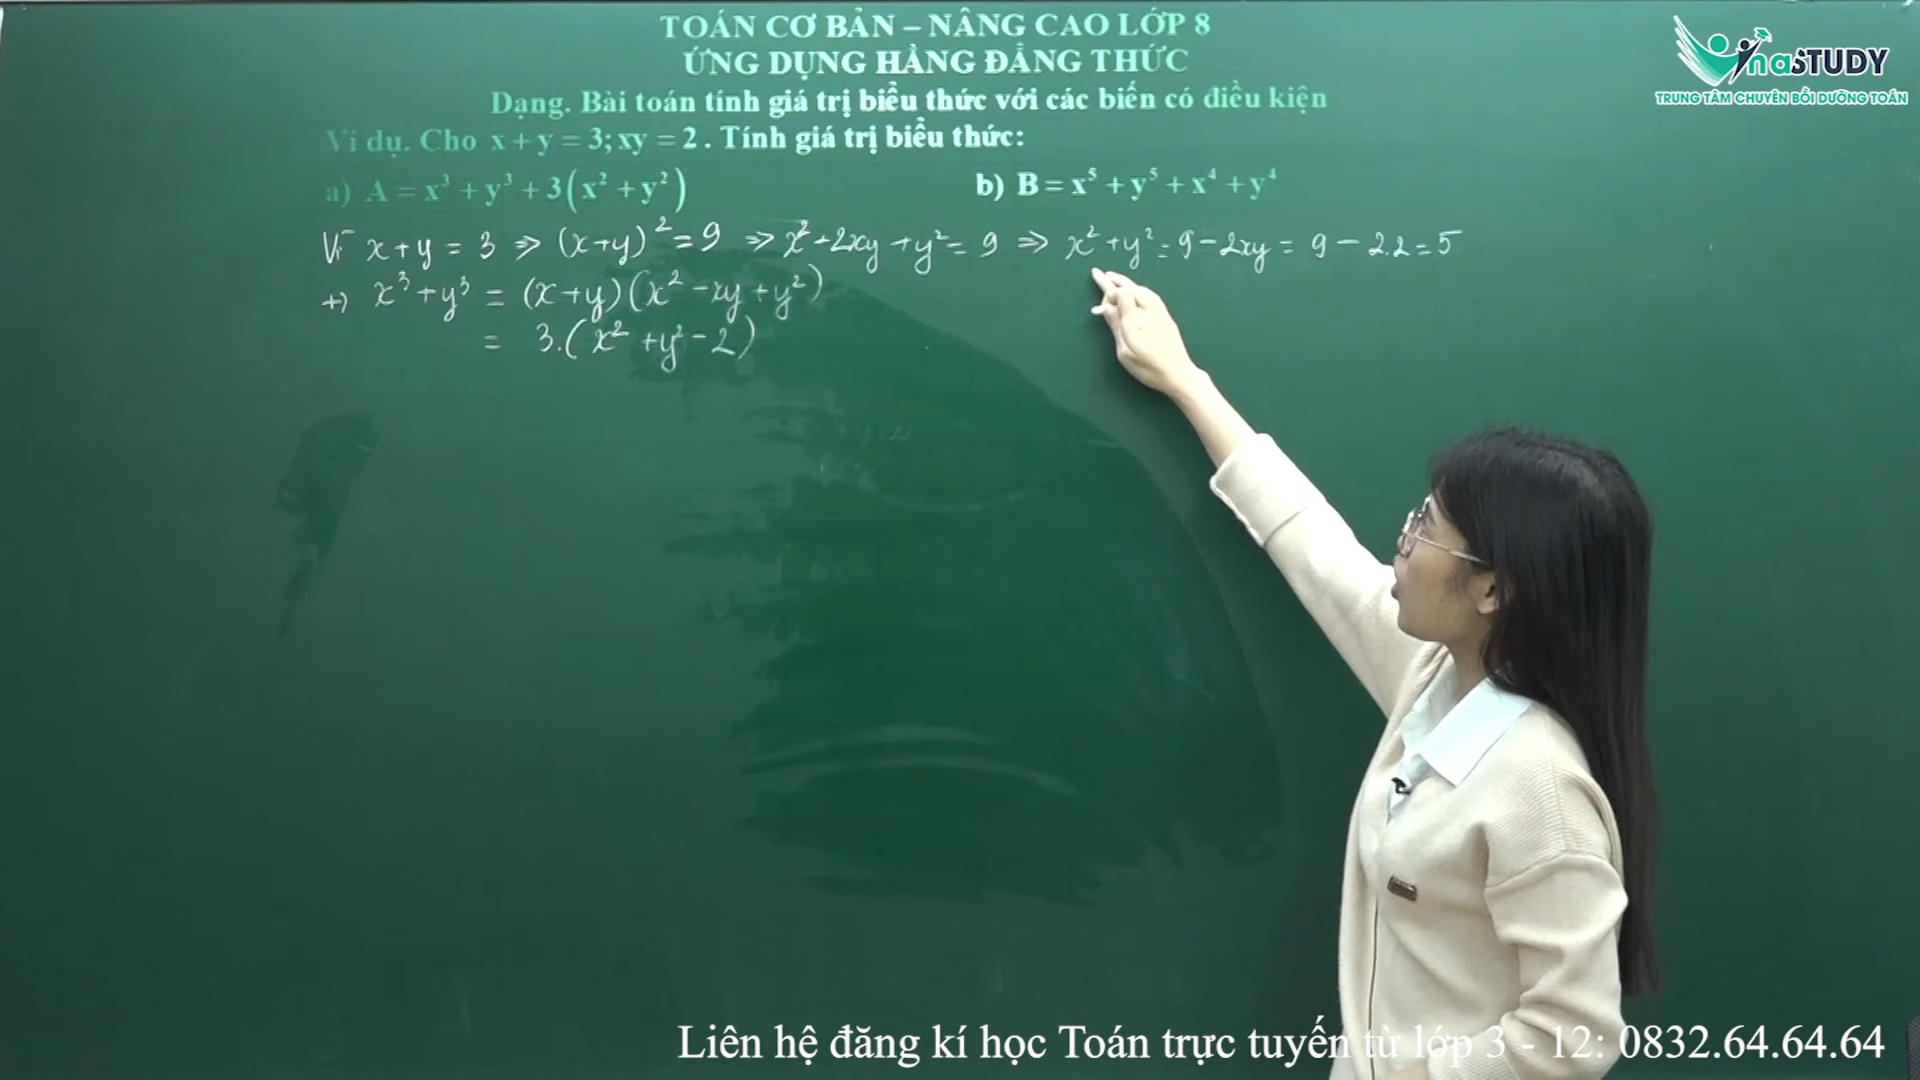 TOÁN CƠ BẢN – NÂNG CAO LỚP 8
ỨNG DỤNG HẰNG ĐẲNG THỨC
Dạng. Bài toán tính giá trị biểu thức với các biến có điều kiện
Ví dụ. Cho x + y = 3; xy = 2 . Tính giá trị biểu thức:
a) A = x³ + y³ + 3(x² + y²)
b) B = x⁵ + y⁵ + x⁴ + y⁴
Vì x + y = 3 ⇒ (x+y)² = 9 ⇒ x² + 2xy + y² = 9 ⇒ x² + y² = 9 – 2xy = 9 – 2.2 = 5
+) x³ + y³ = (x + y)(x² – xy + y²)
= 3.(x² + y² – 2)
VinaSTUDY
TRUNG TÂM CHUYÊN BỒI DƯỠNG TOÁN
Liên hệ đăng kí học Toán trực tuyến từ lớp 3 - 12: 0832.64.64.64